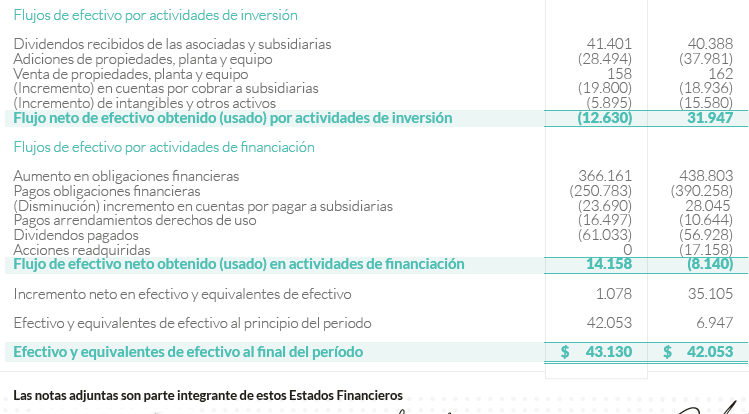 Flujos de efectivo por actividades de inversión
Dividendos recibidos de las asociadas y subsidiarias 41.401 40.388
Adiciones de propiedades, planta y equipo (28.494) (37.981)
Venta de propiedades, planta y equipo 158 162
(Incremento) en cuentas por cobrar a subsidiarias (19.800) (18.936)
(Incremento) de intangibles y otros activos (5.895) (15.580)
Flujo neto de efectivo obtenido (usado) por actividades de inversión (12.630) 31.947
Flujos de efectivo por actividades de financiación
Aumento en obligaciones financieras 366.161 438.803
Pagos obligaciones financieras (250.783) (390.258)
(Disminución) incremento en cuentas por pagar a subsidiarias (23.690) 28.045
Pagos arrendamientos derechos de uso (16.497) (10.644)
Dividendos pagados (61.033) (56.928)
Acciones readquiridas 0 (17.158)
Flujo de efectivo neto obtenido (usado) en actividades de financiación 14.158 (8.140)
Incremento neto en efectivo y equivalentes de efectivo 1.078 35.105
Efectivo y equivalentes de efectivo al principio del periodo 42.053 6.947
Efectivo y equivalentes de efectivo al final del período $ 43.130 $ 42.053
Las notas adjuntas son parte integrante de estos Estados Financieros